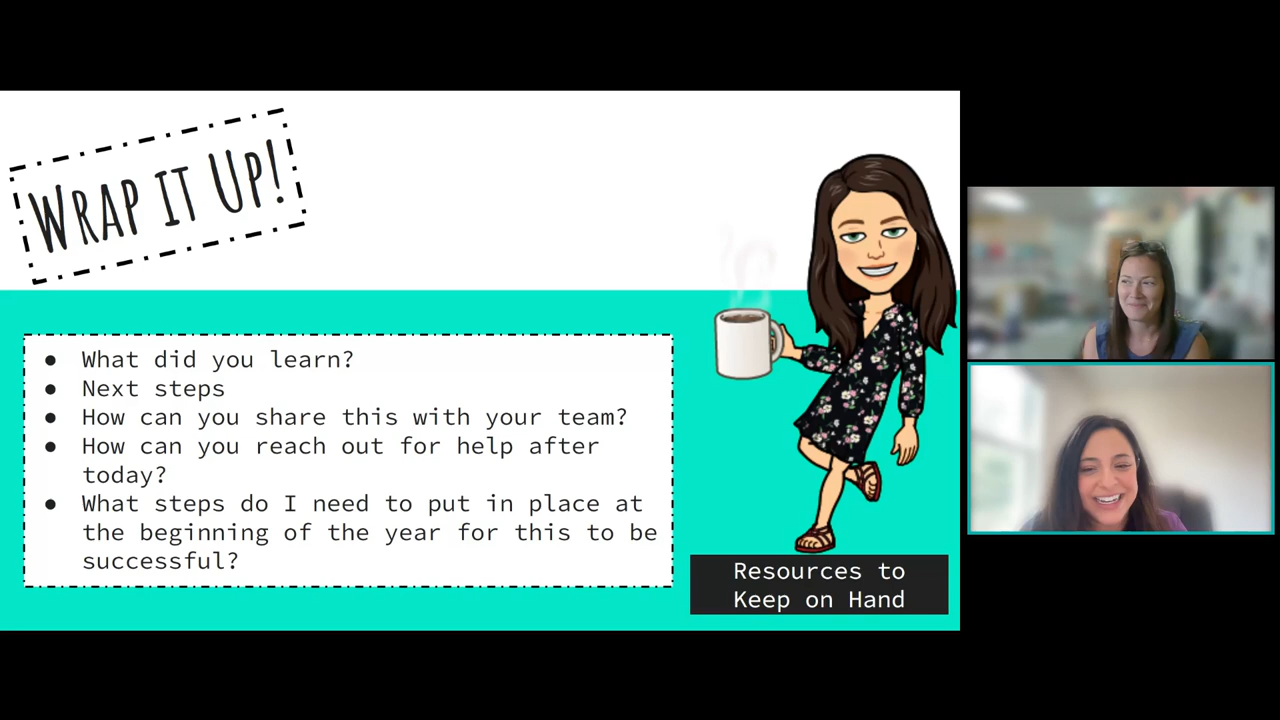 WRAP IT UP!
● What did you learn?
● Next steps
● How can you share this with your team?
● How can you reach out for help after
today?
● What steps do I need to put in place at
the beginning of the year for this to be
successful?
Resources to
Keep on Hand